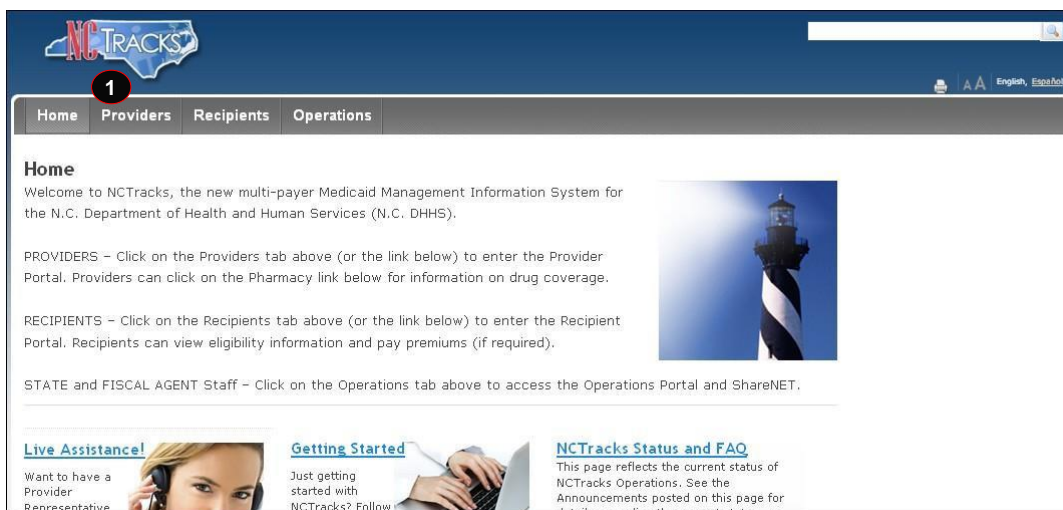 NCTRACKS
A A English, Español
1
Home Providers Recipients Operations
Home
Welcome to NCTracks, the new multi-payer Medicaid Management Information System for
the N.C. Department of Health and Human Services (N.C. DHHS).
PROVIDERS – Click on the Providers tab above (or the link below) to enter the Provider
Portal. Providers can click on the Pharmacy link below for information on drug coverage.
RECIPIENTS – Click on the Recipients tab above (or the link below) to enter the Recipient
Portal. Recipients can view eligibility information and pay premiums (if required).
STATE and FISCAL AGENT Staff – Click on the Operations tab above to access the Operations Portal and ShareNET.
Live Assistance!
Want to have a
Provider
Representative
Getting Started
Just getting
started with
NCTracks? Follow
NCTracks Status and FAQ
This page reflects the current status of
NCTracks Operations. See the
Announcements posted on this page for